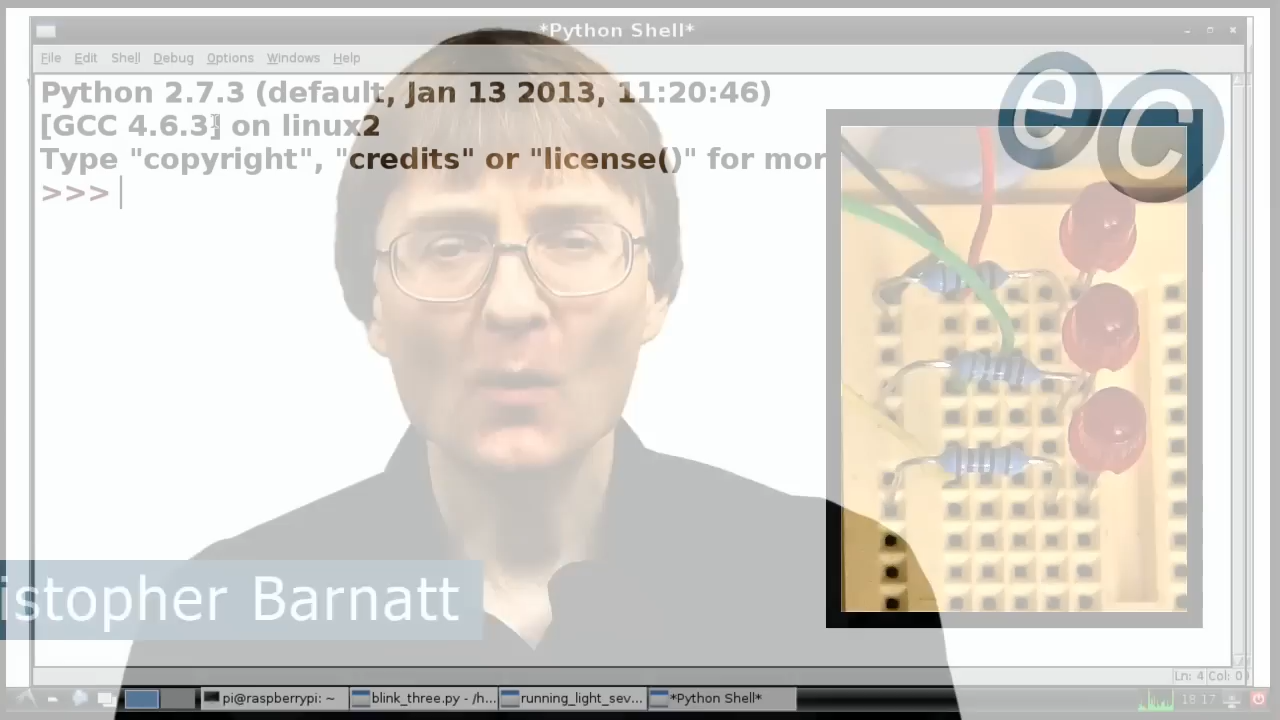 *Python Shell*
File Edit Shell Debug Options Windows Help
Python 2.7.3 (default, Jan 13 2013, 11:20:46)
[GCC 4.6.3] on linux2
Type "copyright", "credits" or "license()" for mor
>>>
ec
istopher Barnatt
Ln: 4 Col: 0
pi@raspberrypi: ~ blink_three.py - /h... running_light_sev... *Python Shell* 18:17